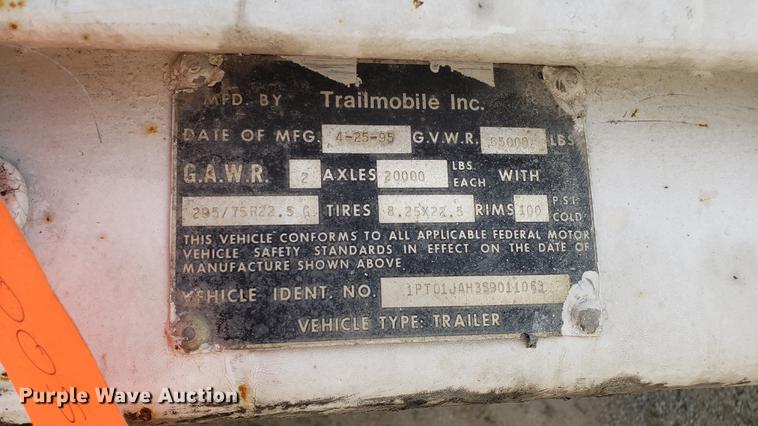 MFD. BY Trailmobile Inc.
DATE OF MFG. 4-25-95 G.V.W.R. 65000 LBS
G.A.W.R. 2 AXLES 20000 LBS. EACH WITH
295/75R22.5 G TIRES 8.25X22.5 RIMS 100 P.S.I. COLD
THIS VEHICLE CONFORMS TO ALL APPLICABLE FEDERAL MOTOR
VEHICLE SAFETY STANDARDS IN EFFECT ON THE DATE OF
MANUFACTURE SHOWN ABOVE
VEHICLE IDENT. NO. 1PT01JAH3S9011063
VEHICLE TYPE: TRAILER
Purple Wave Auction